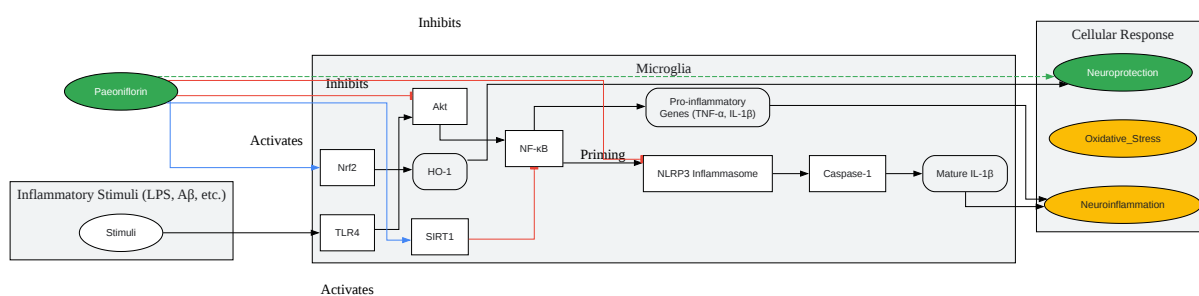 Inhibits
Cellular Response
Microglia
Neuroprotection
Paeoniflorin
Inhibits
Akt
Pro-inflammatory
Genes (TNF-α, IL-1β)
Activates
Oxidative_Stress
NF-κB
Priming
Nrf2
HO-1
NLRP3 Inflammasome
Caspase-1
Mature IL-1β
Inflammatory Stimuli (LPS, Aβ, etc.)
Neuroinflammation
Stimuli
TLR4
SIRT1
Activates